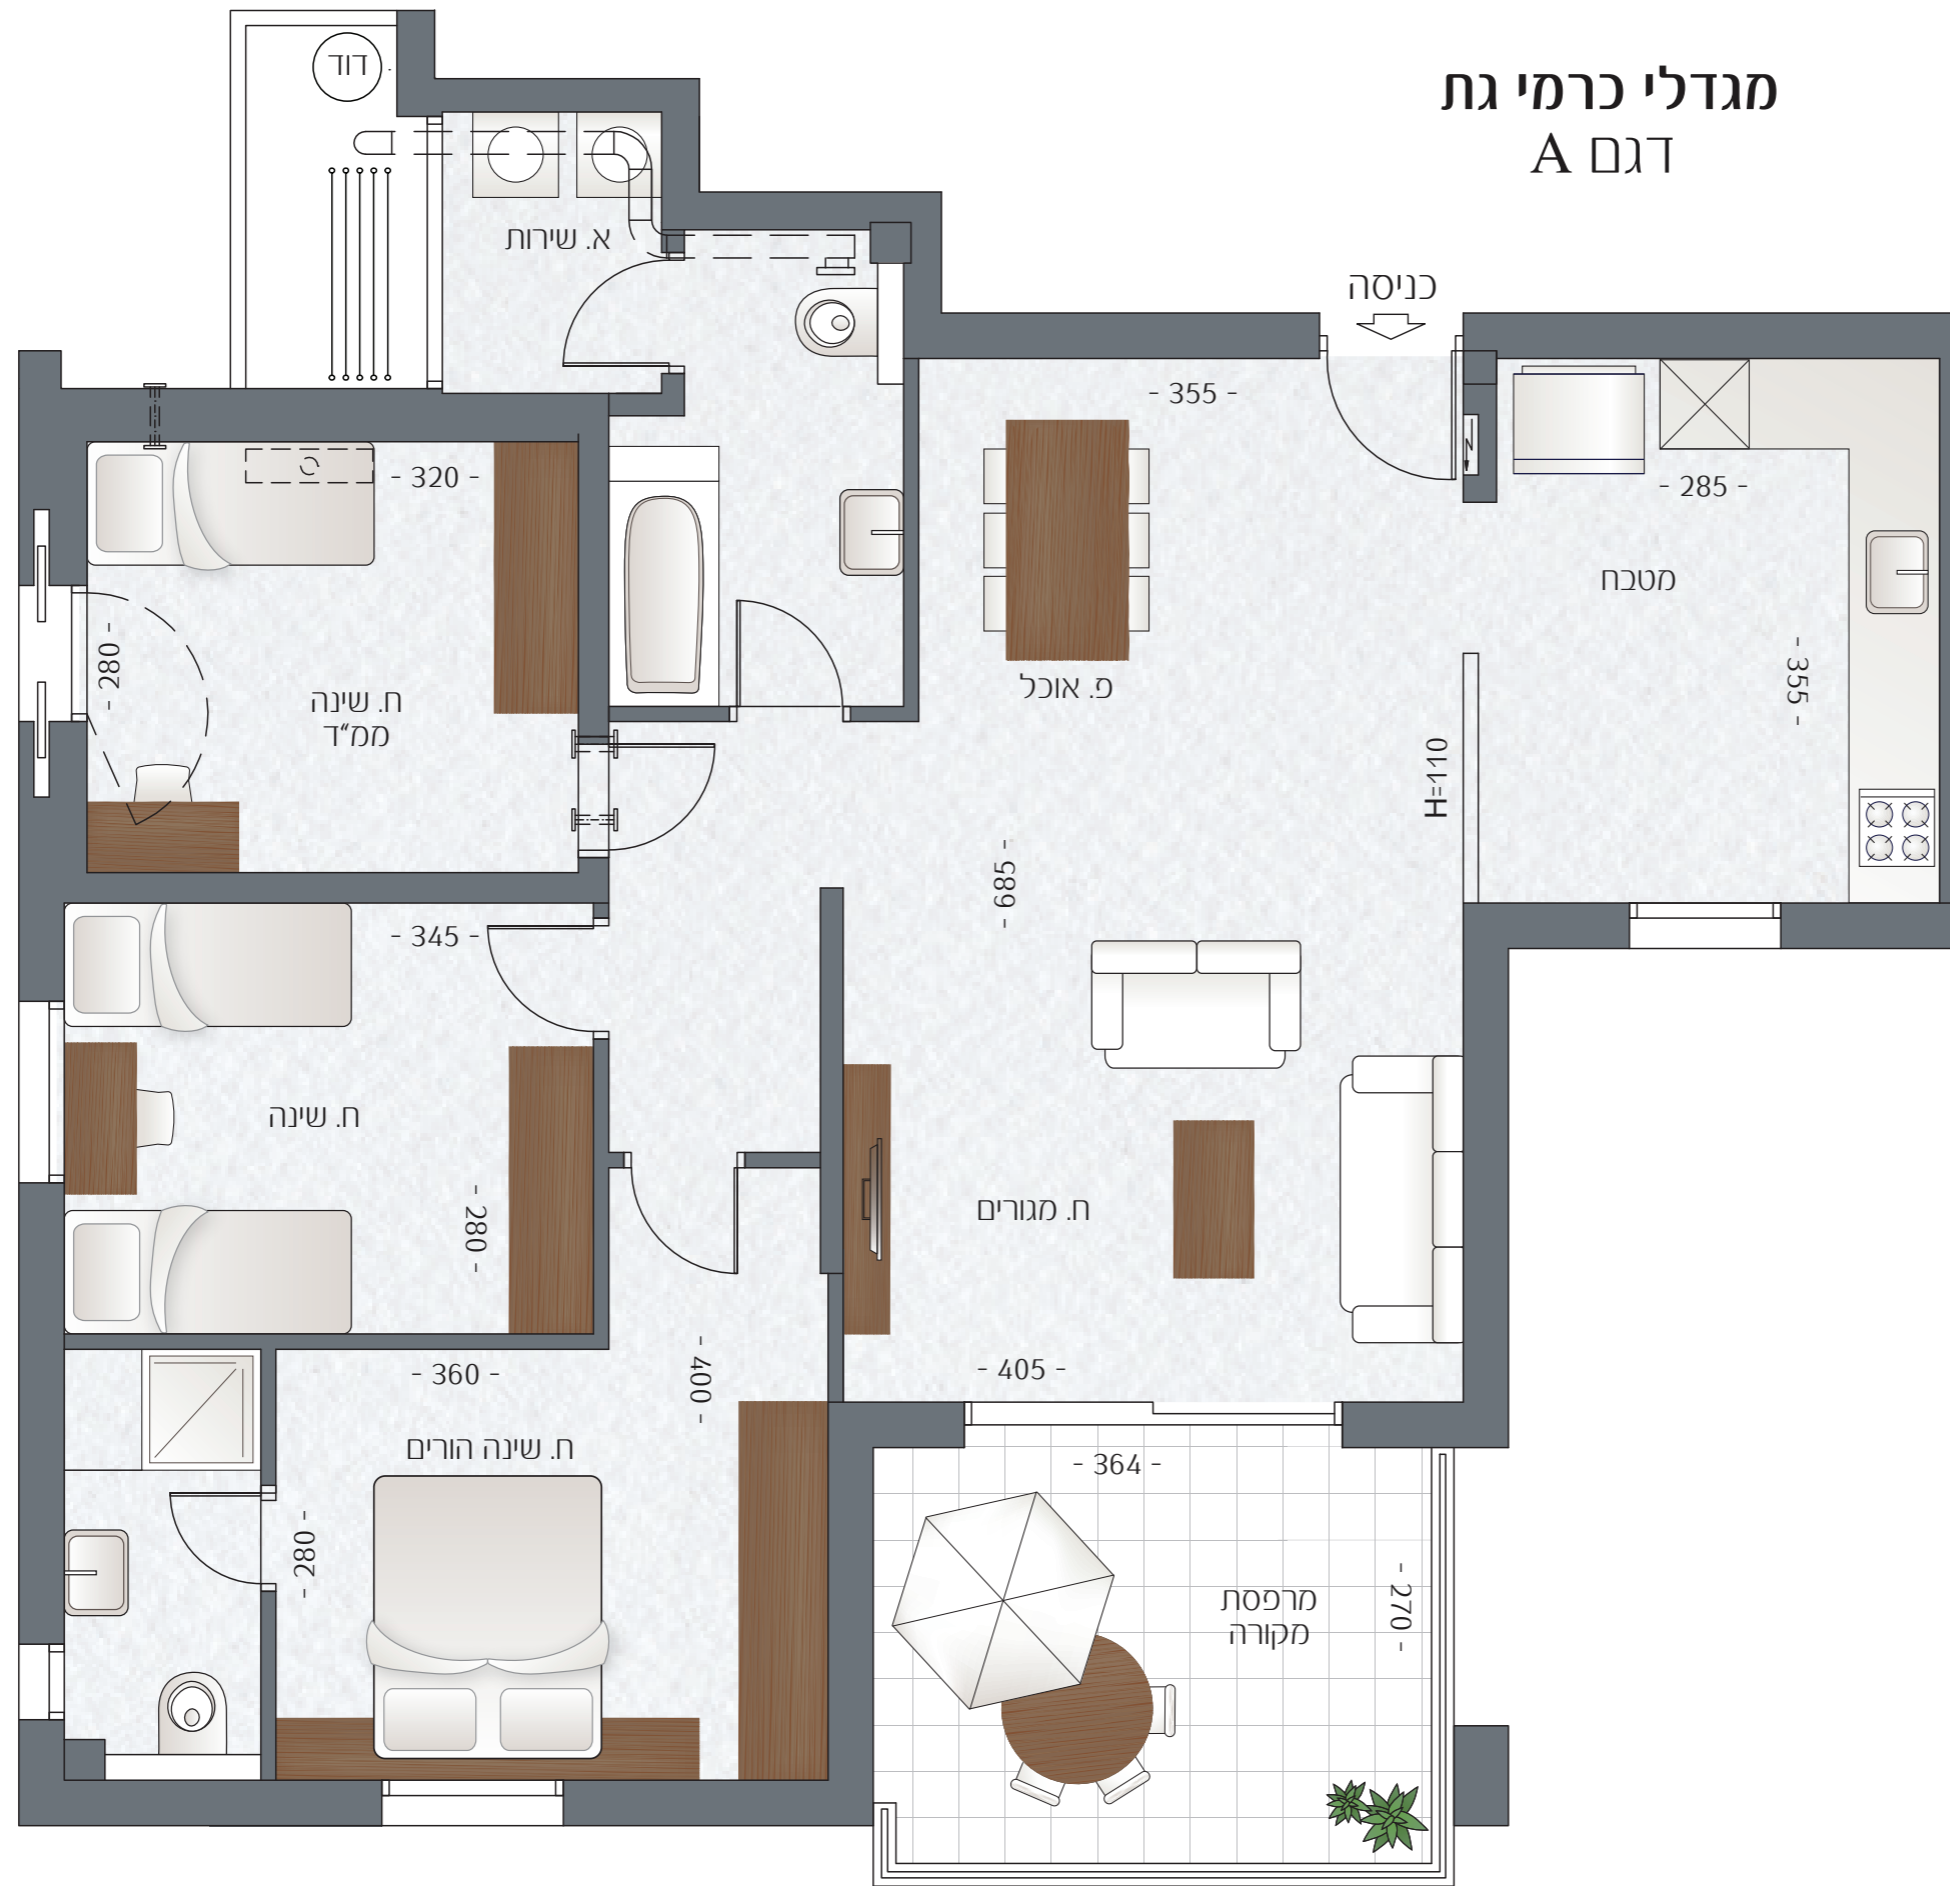 מגדלי כרמי גת
דגם A
דוד
א. שירות
כניסה
- 355 -
- 320 -
- 285 -
מטבח
- 355 -
פ. אוכל
- 280 -
ח. שינה
ממ"ד
H=110
- 685 -
- 345 -
ח. שינה
- 280 -
ח. מגורים
- 405 -
- 360 -
- 400 -
ח. שינה הורים
- 280 -
- 364 -
מרפסת
מקורה
- 270 -